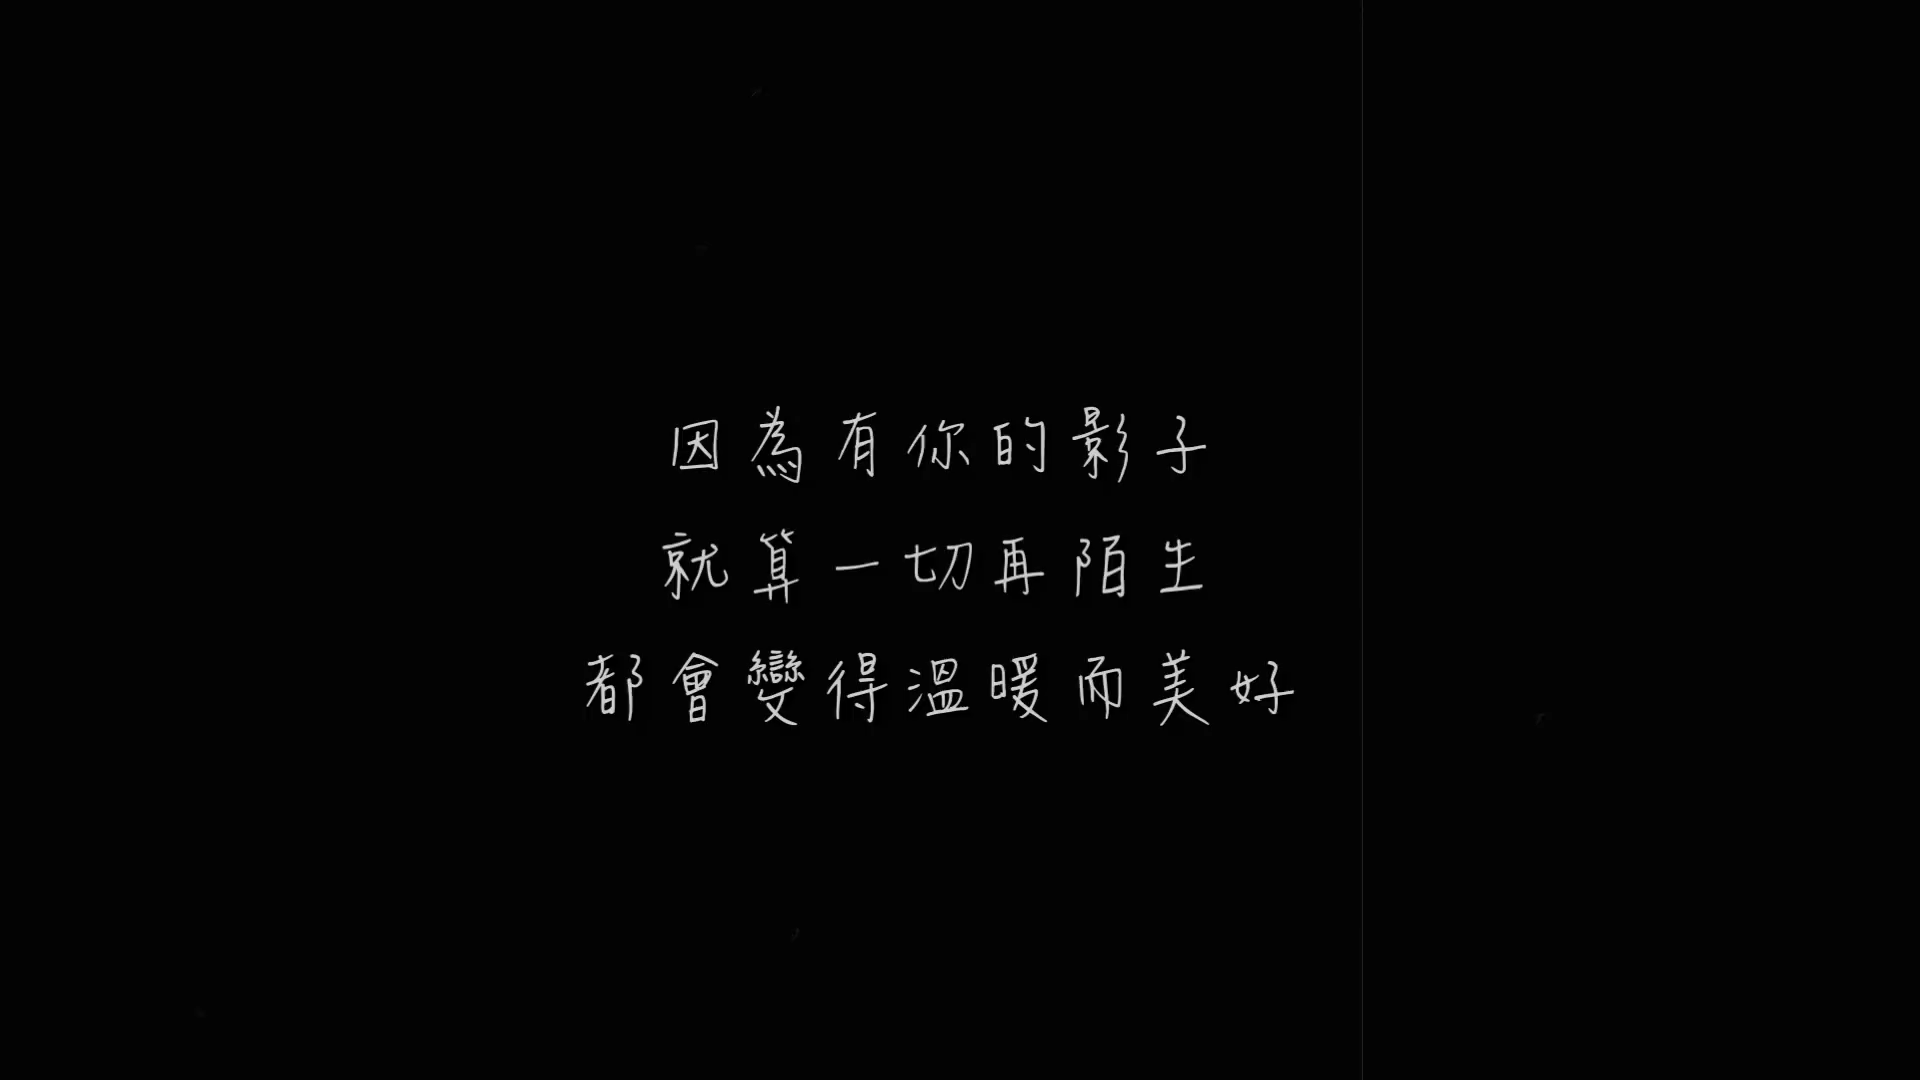 因為有你的影子
就算一切再陌生
都會變得溫暖而美好